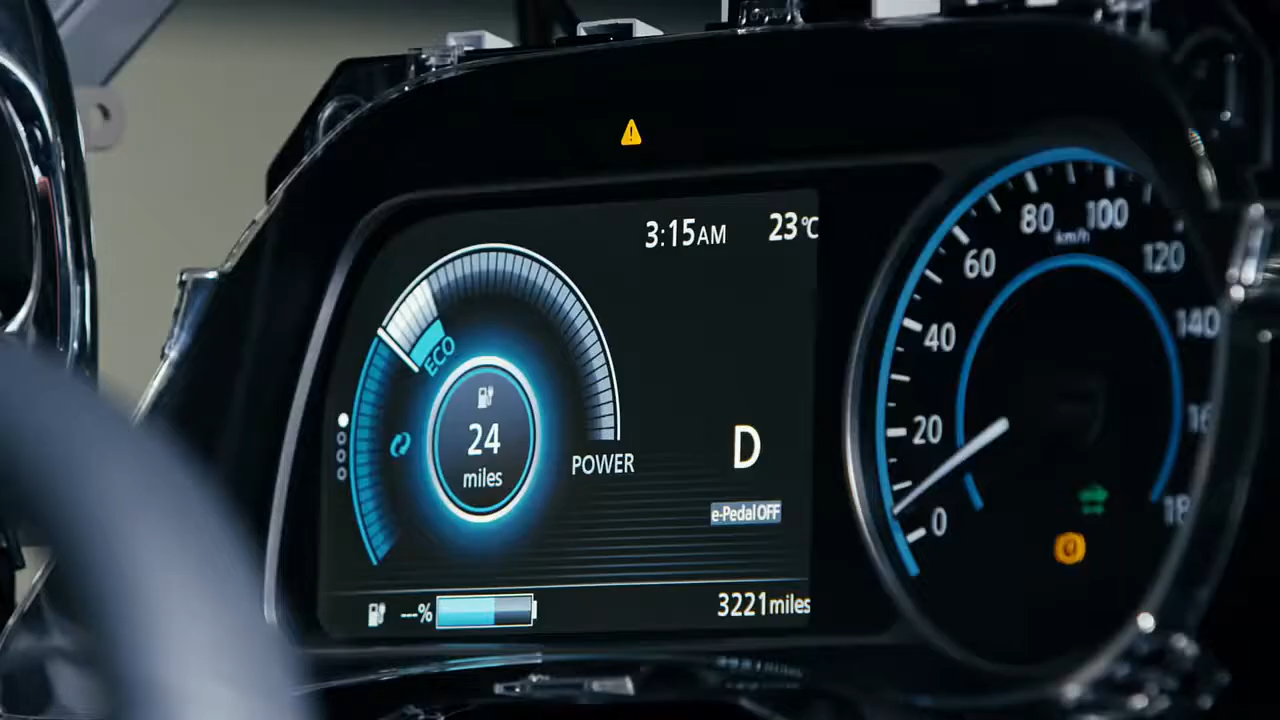 3:15AM 23℃
ECO
24
miles
POWER
D
e-Pedal OFF
---%
3221miles
0
20
40
60
80
100
120
140
km/h